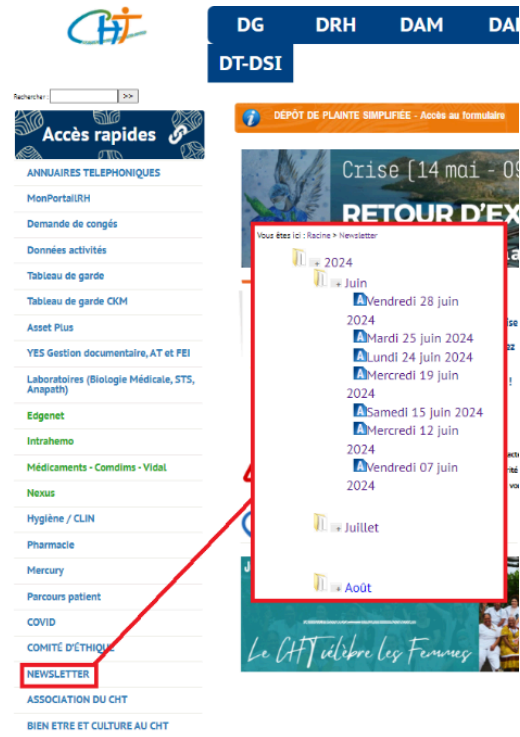 CHT
DG DRH DAM
DT-DSI
Rechercher : >>
Accès rapides
ANNUAIRES TELEPHONIQUES
MonPortailRH
Demande de congés
Données activités
Tableau de garde
Tableau de garde CKM
Asset Plus
YES Gestion documentaire, AT et FEI
Laboratoires (Biologie Médicale, STS,
Anapath)
Edgenet
Intrahemo
Médicaments - Comdims - Vidal
Nexus
Hygiène / CLIN
Pharmacie
Mercury
Parcours patient
COVID
COMITÉ D'ÉTHIQUE
NEWSLETTER
ASSOCIATION DU CHT
BIEN ETRE ET CULTURE AU CHT
DÉPÔT DE PLAINTE SIMPLIFIÉE - Accès au formulaire
Crise (14 mai - 09
RETOUR D'EX
Vous êtes ici : Racine > Newsletter
2024
Juin
Vendredi 28 juin
2024
Mardi 25 juin 2024
Lundi 24 juin 2024
Mercredi 19 juin
2024
Samedi 15 juin 2024
Mercredi 12 juin
2024
Vendredi 07 juin
2024
Juillet
Août
Le CHT célèbre les Femmes